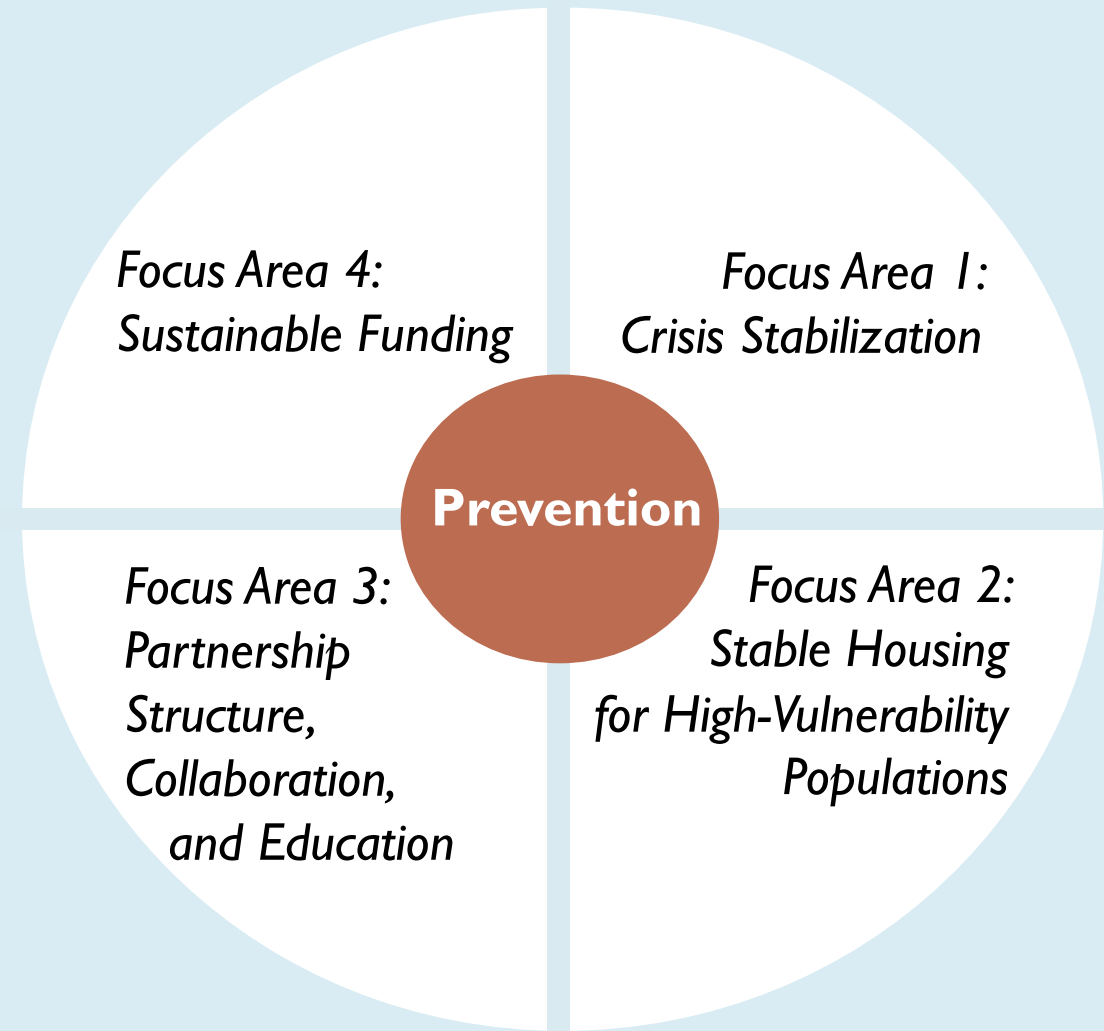 Focus Area 4:
Sustainable Funding
Focus Area 1:
Crisis Stabilization
Prevention
Focus Area 3:
Partnership
Structure,
Collaboration,
and Education
Focus Area 2:
Stable Housing
for High-Vulnerability
Populations